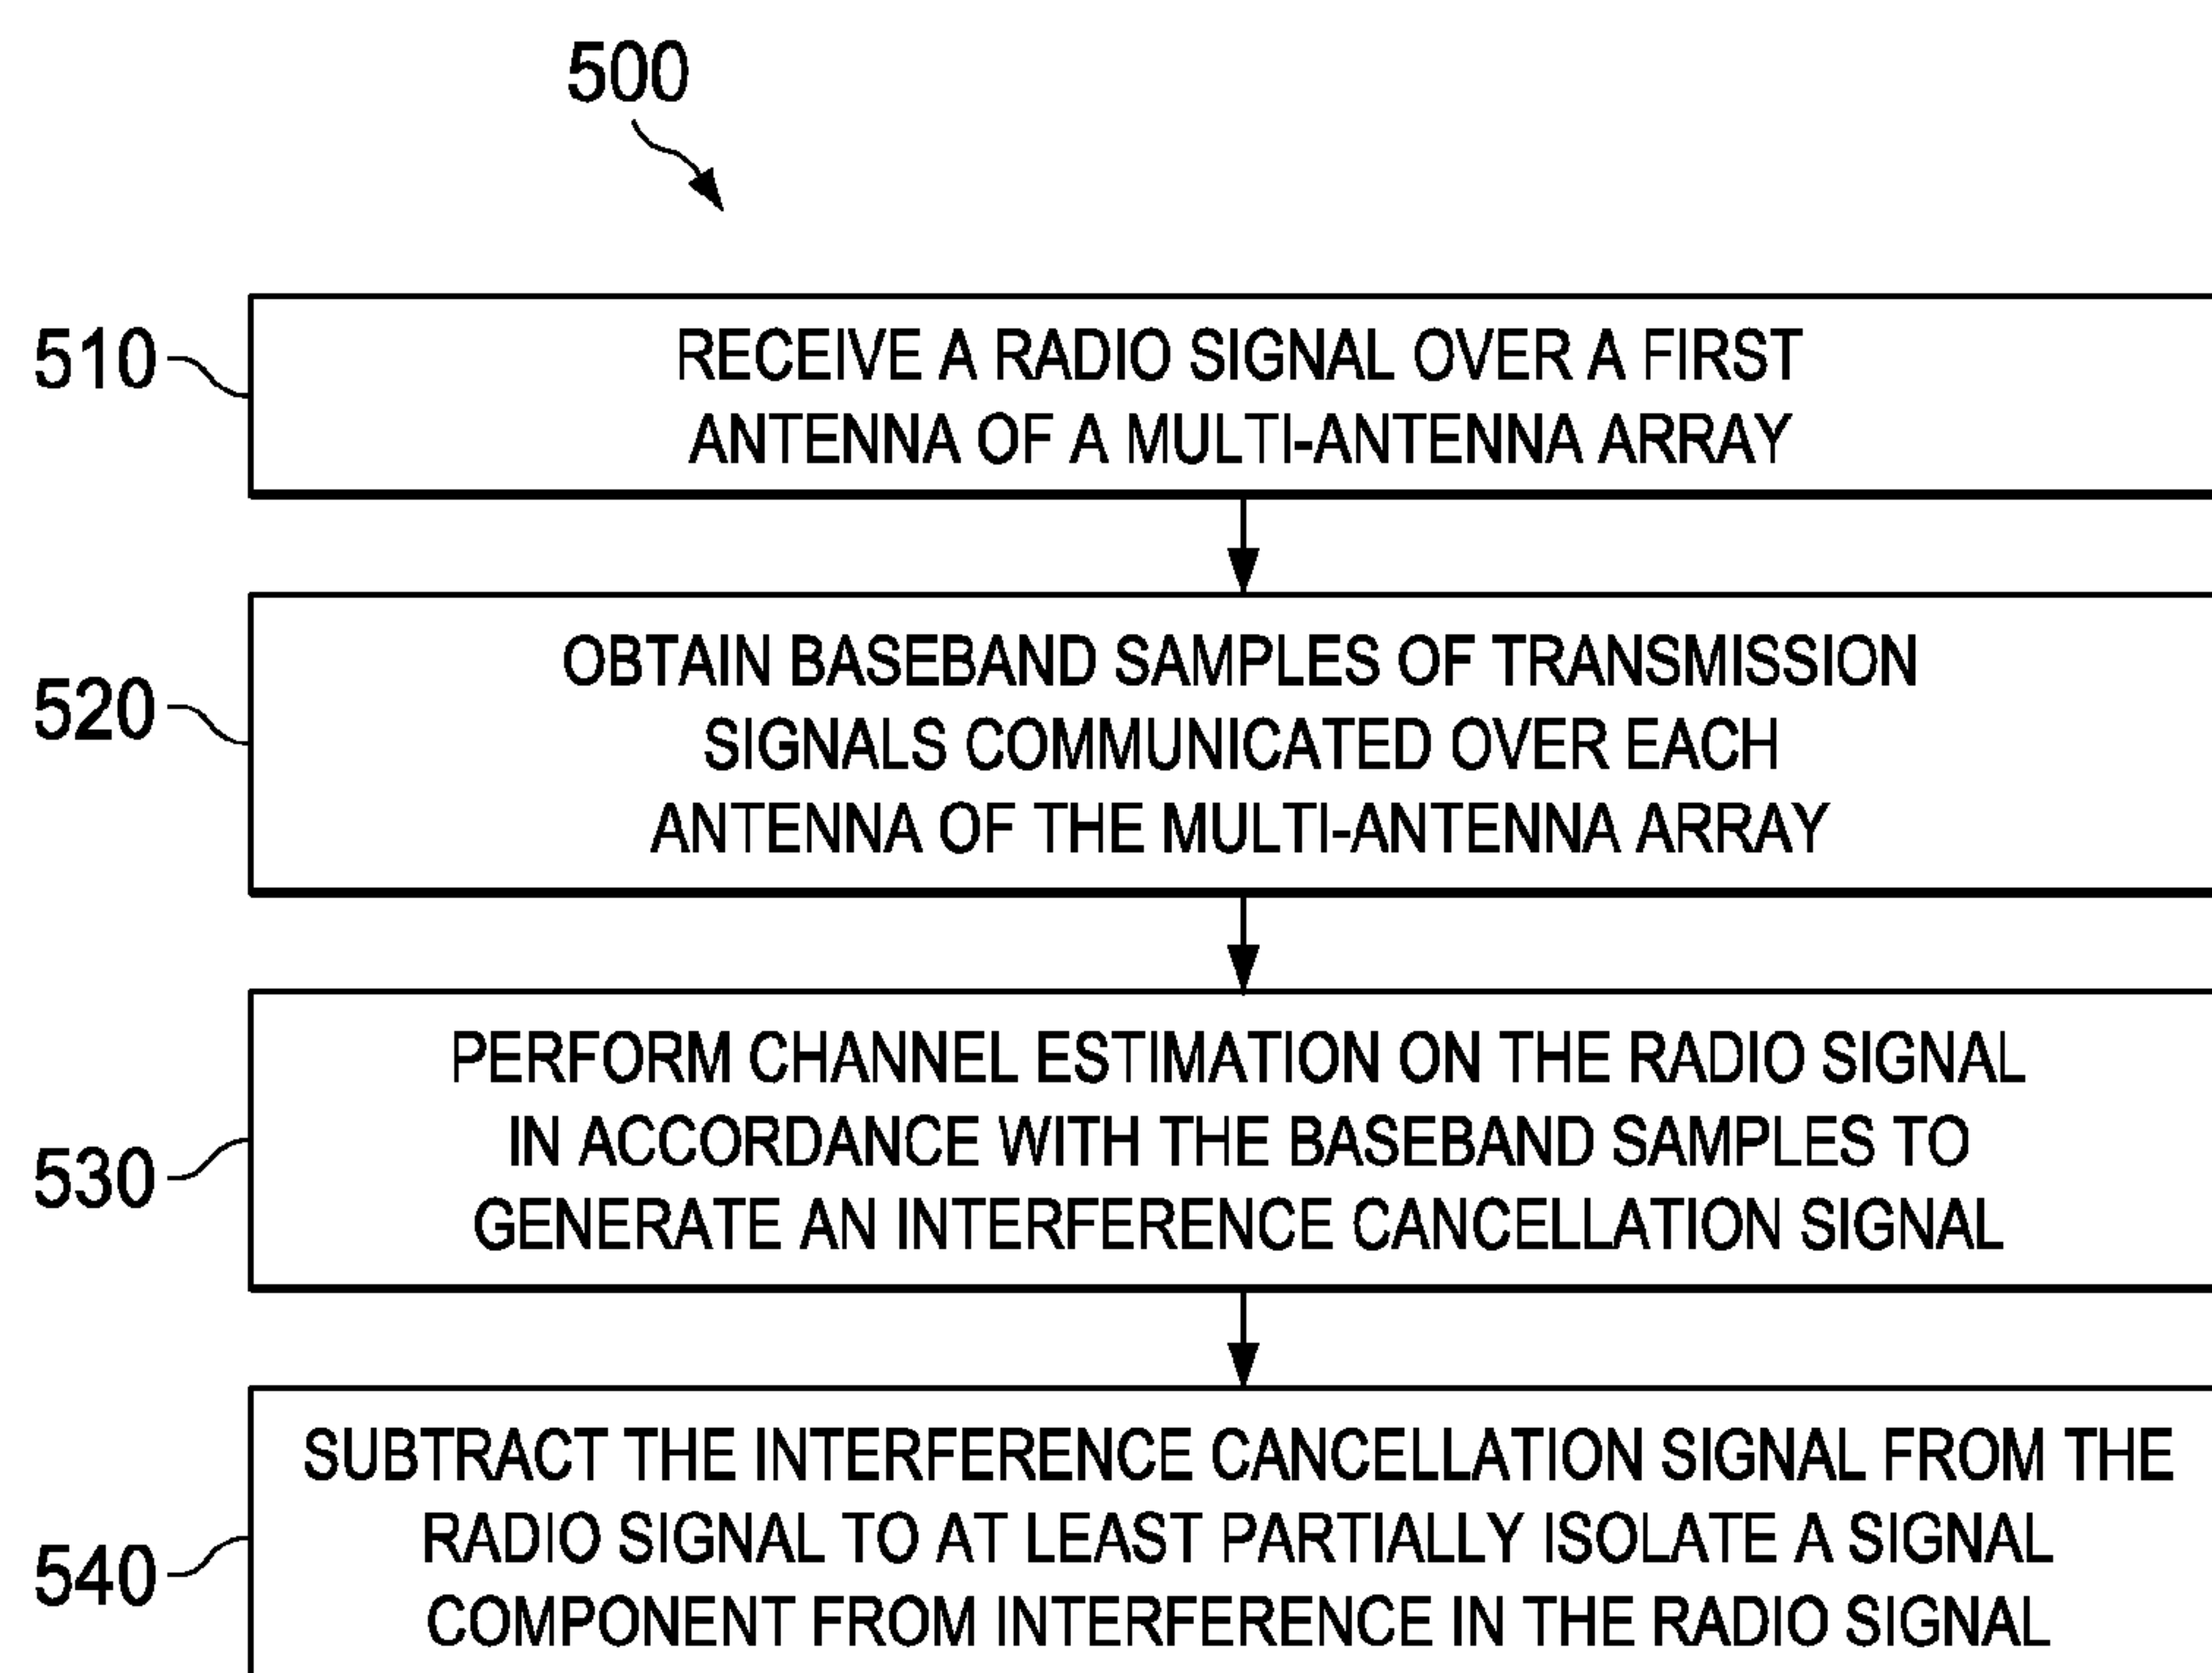 500
510
RECEIVE A RADIO SIGNAL OVER A FIRST
ANTENNA OF A MULTI-ANTENNA ARRAY
520
OBTAIN BASEBAND SAMPLES OF TRANSMISSION
SIGNALS COMMUNICATED OVER EACH
ANTENNA OF THE MULTI-ANTENNA ARRAY
530
PERFORM CHANNEL ESTIMATION ON THE RADIO SIGNAL
IN ACCORDANCE WITH THE BASEBAND SAMPLES TO
GENERATE AN INTERFERENCE CANCELLATION SIGNAL
540
SUBTRACT THE INTERFERENCE CANCELLATION SIGNAL FROM THE
RADIO SIGNAL TO AT LEAST PARTIALLY ISOLATE A SIGNAL
COMPONENT FROM INTERFERENCE IN THE RADIO SIGNAL